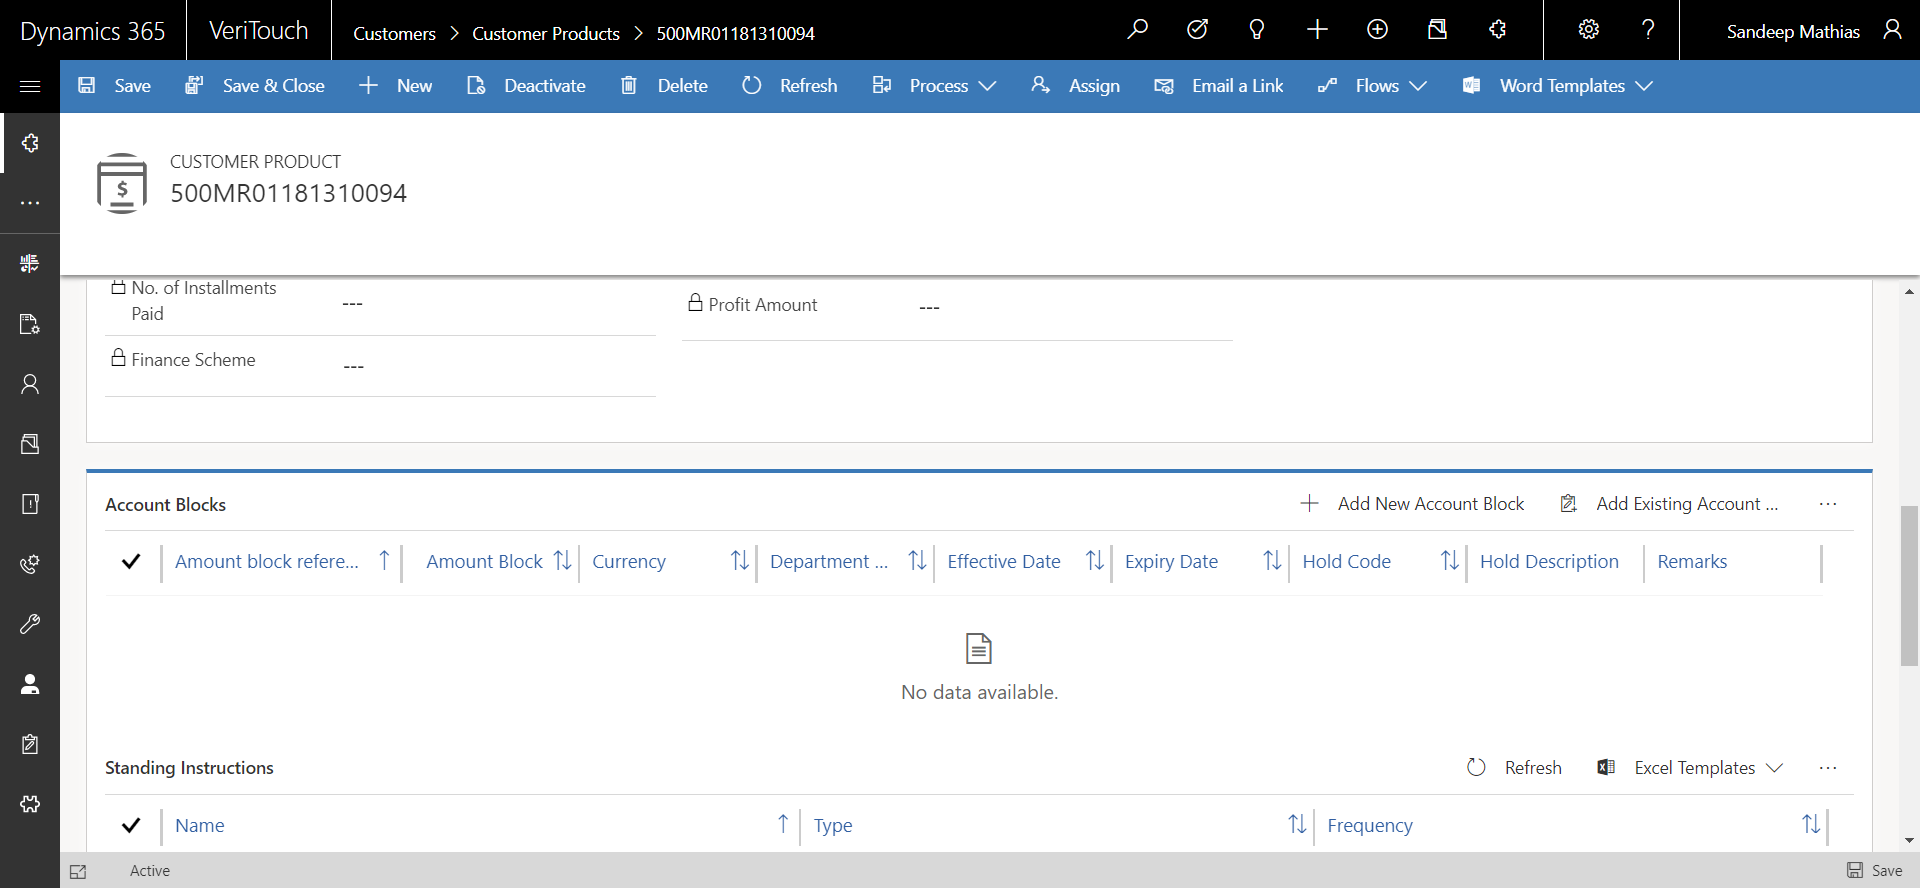 Dynamics 365 VeriTouch Customers > Customer Products > 500MR01181310094 Sandeep Mathias
Save Save & Close New Deactivate Delete Refresh Process Assign Email a Link Flows Word Templates
CUSTOMER PRODUCT
500MR01181310094
No. of Installments
Paid
---
Profit Amount ---
Finance Scheme ---
Account Blocks Add New Account Block Add Existing Account ...
Amount block refere... Amount Block Currency Department ... Effective Date Expiry Date Hold Code Hold Description Remarks
No data available.
Standing Instructions Refresh Excel Templates
Name Type Frequency
Active Save